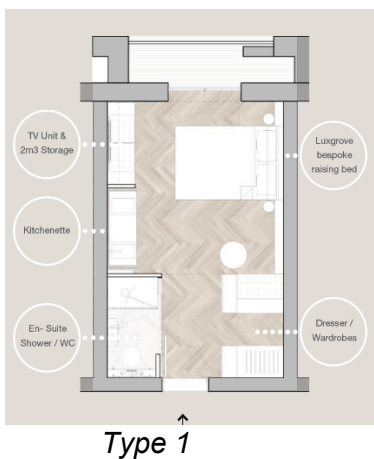 TV Unit &
2m3 Storage
Luxgrove
bespoke
raising bed
Kitchenette
En- Suite
Shower / WC
Dresser /
Wardrobes
Type 1